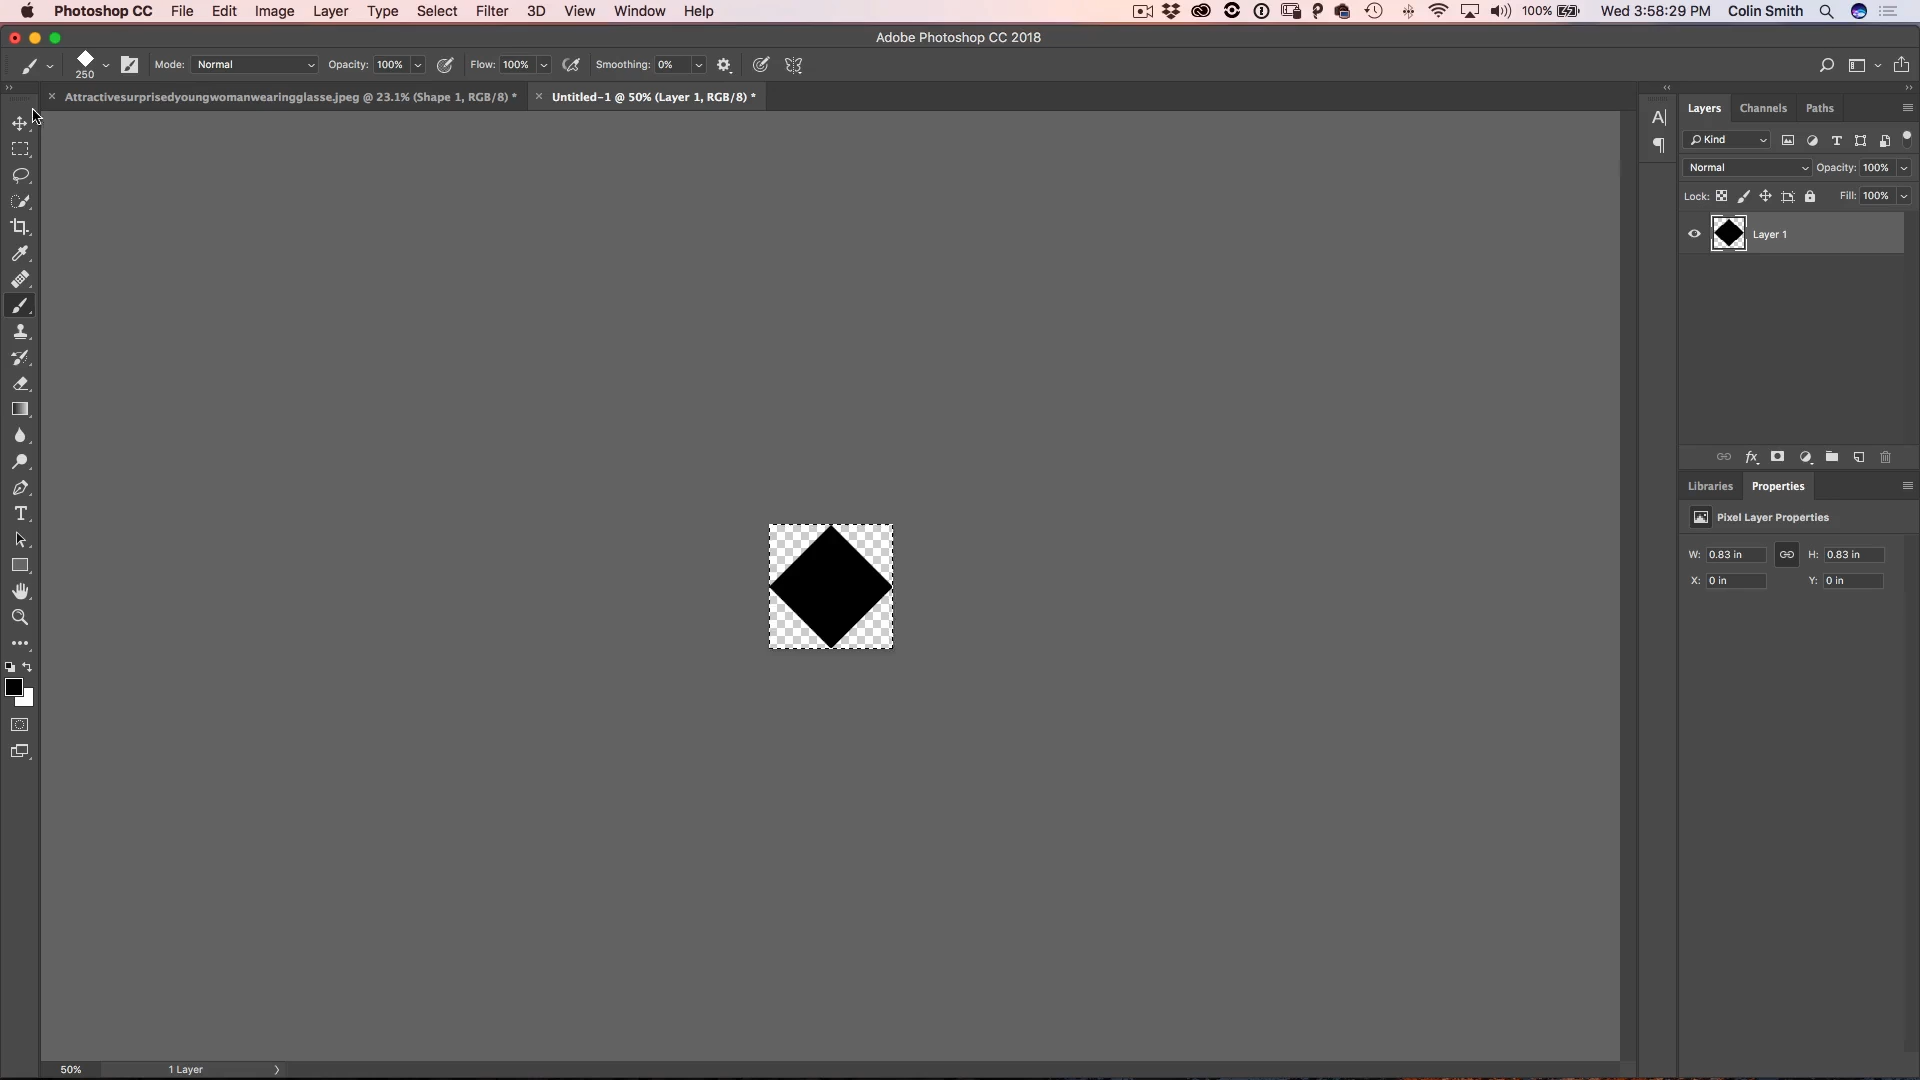 Photoshop CC File Edit Image Layer Type Select Filter 3D View Window Help 100% Wed 3:58:29 PM Colin Smith
Adobe Photoshop CC 2018
250 Mode: Normal Opacity: 100% Flow: 100% Smoothing: 0%
Attractivesurprisedyoungwomanwearingglasse.jpeg @ 23.1% (Shape 1, RGB/8) * Untitled-1 @ 50% (Layer 1, RGB/8) *
Layers Channels Paths
Kind
Normal Opacity: 100%
Lock: Fill: 100%
Layer 1
Libraries Properties
Pixel Layer Properties
W: 0.83 in H: 0.83 in
X: 0 in Y: 0 in
50% 1 Layer